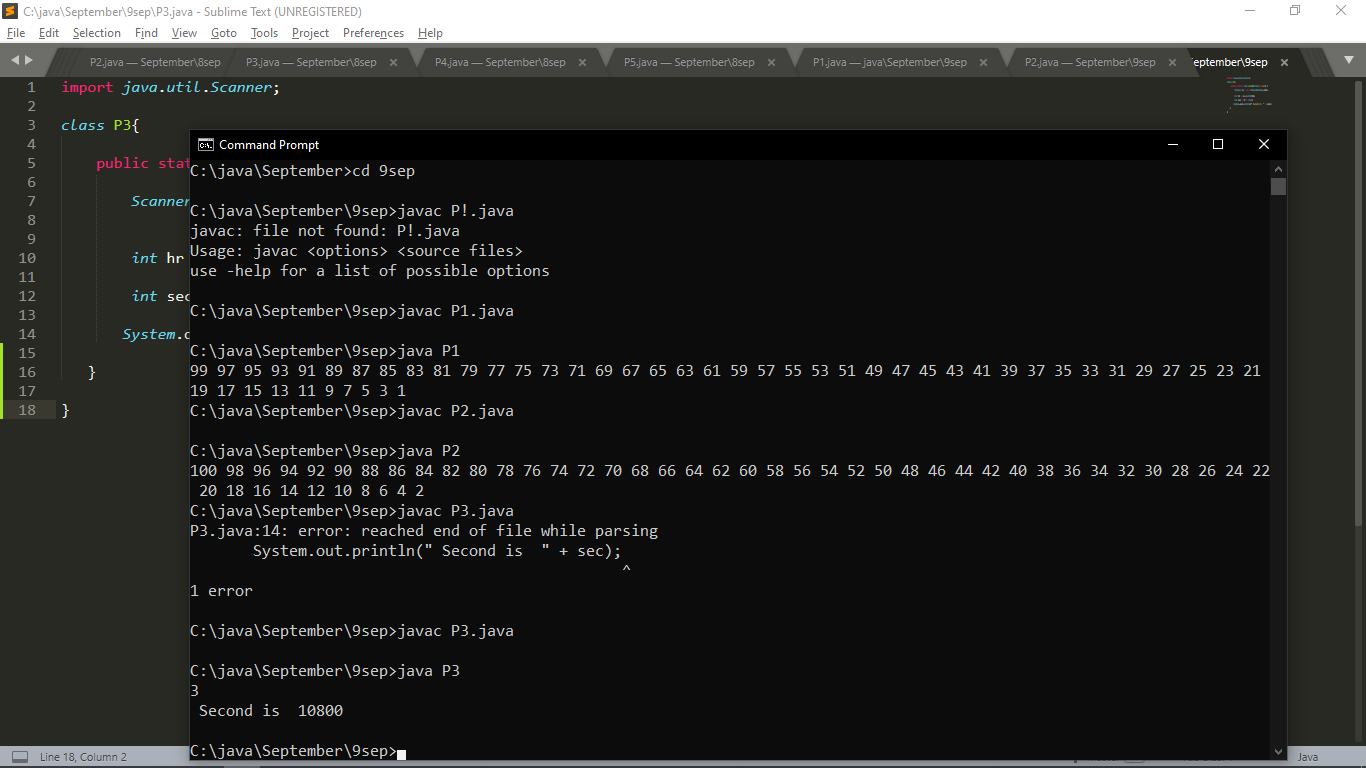 C:\java\September\9sep\P3.java - Sublime Text (UNREGISTERED)
File Edit Selection Find View Goto Tools Project Preferences Help
P2.java — September\8sep P3.java — September\8sep P4.java — September\8sep P5.java — September\8sep P1.java — java\September\9sep P2.java — September\9sep eptember\9sep
1 import java.util.Scanner;
2
3 class P3{
4
5 public stat
6
7 Scanner
8
9
10 int hr
11
12 int sec
13
14 System.o
15
16 }
17
18 }
Command Prompt
C:\java\September>cd 9sep
C:\java\September\9sep>javac P!.java
javac: file not found: P!.java
Usage: javac <options> <source files>
use -help for a list of possible options
C:\java\September\9sep>javac P1.java
C:\java\September\9sep>java P1
99 97 95 93 91 89 87 85 83 81 79 77 75 73 71 69 67 65 63 61 59 57 55 53 51 49 47 45 43 41 39 37 35 33 31 29 27 25 23 21
19 17 15 13 11 9 7 5 3 1
C:\java\September\9sep>javac P2.java
C:\java\September\9sep>java P2
100 98 96 94 92 90 88 86 84 82 80 78 76 74 72 70 68 66 64 62 60 58 56 54 52 50 48 46 44 42 40 38 36 34 32 30 28 26 24 22
20 18 16 14 12 10 8 6 4 2
C:\java\September\9sep>javac P3.java
P3.java:14: error: reached end of file while parsing
System.out.println(" Second is  " + sec);
^
1 error
C:\java\September\9sep>javac P3.java
C:\java\September\9sep>java P3
3
Second is  10800
C:\java\September\9sep>
Line 18, Column 2 Java